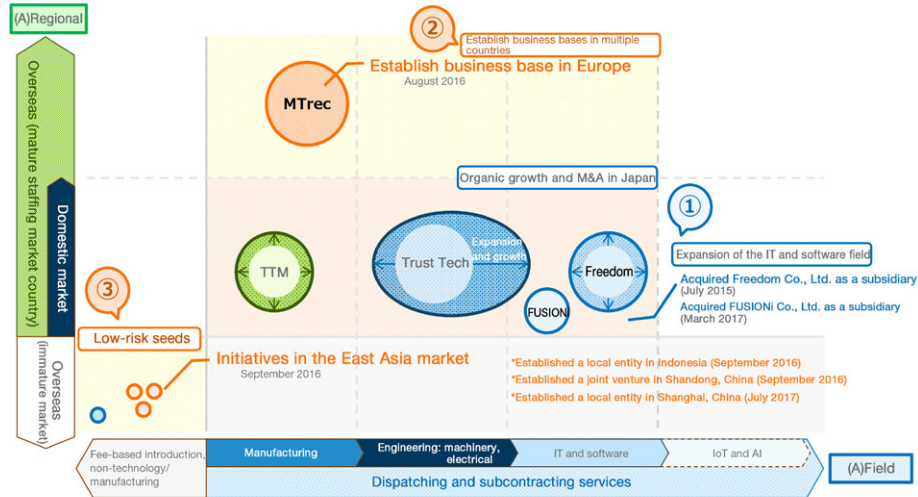 (A)Regional
②
Establish business bases in multiple
countries
Establish business base in Europe
August 2016
MTrec
Overseas (mature staffing market country)
Domestic market
Organic growth and M&A in Japan
①
Expansion of the IT and software field
TTM
Trust Tech
Expansion
and growth
Freedom
FUSIONi
Acquired Freedom Co., Ltd. as a subsidiary
(July 2015)
Acquired FUSIONi Co., Ltd. as a subsidiary
(March 2017)
③
Low-risk seeds
Overseas
(immature market)
Initiatives in the East Asia market
September 2016
*Established a local entity in Indonesia (September 2016)
*Established a joint venture in Shandong, China (September 2016)
*Established a local entity in Shanghai, China (July 2017)
Fee-based introduction,
non-technology/
manufacturing
Manufacturing
Engineering: machinery,
electrical
IT and software
IoT and AI
Dispatching and subcontracting services
(A)Field